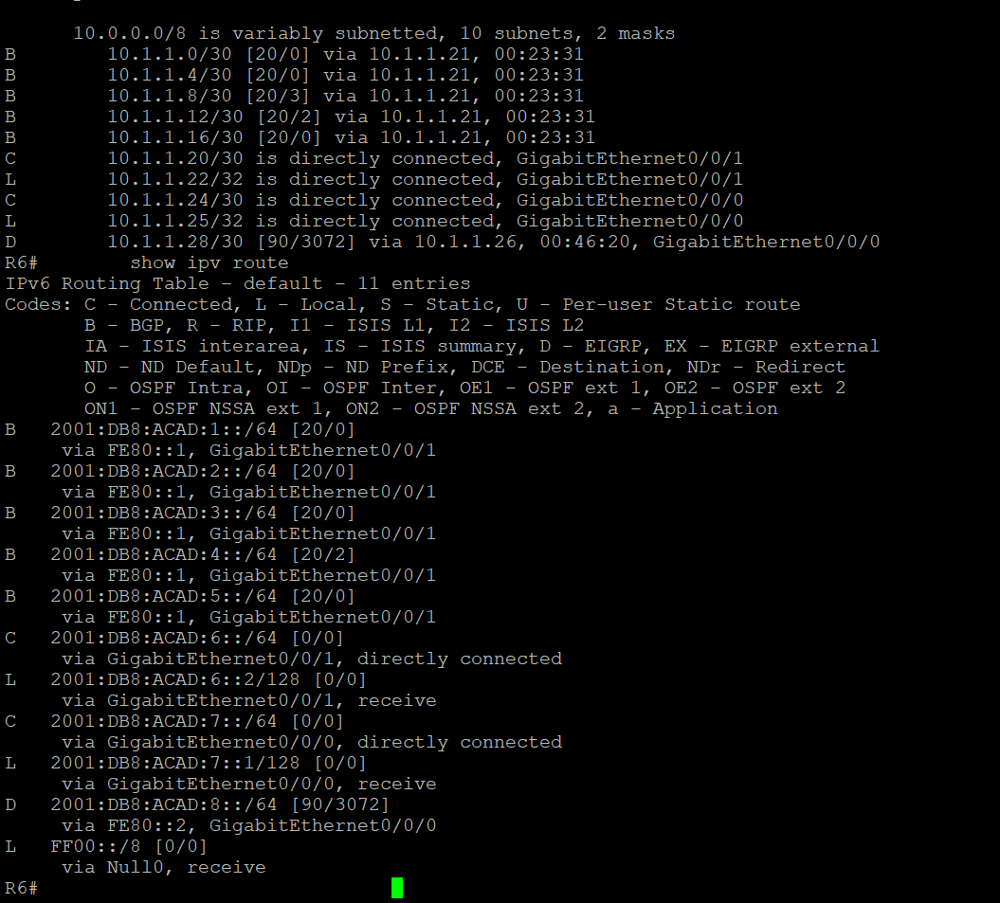 10.0.0.0/8 is variably subnetted, 10 subnets, 2 masks
B 10.1.1.0/30 [20/0] via 10.1.1.21, 00:23:31
B 10.1.1.4/30 [20/0] via 10.1.1.21, 00:23:31
B 10.1.1.8/30 [20/3] via 10.1.1.21, 00:23:31
B 10.1.1.12/30 [20/2] via 10.1.1.21, 00:23:31
B 10.1.1.16/30 [20/0] via 10.1.1.21, 00:23:31
C 10.1.1.20/30 is directly connected, GigabitEthernet0/0/1
L 10.1.1.22/32 is directly connected, GigabitEthernet0/0/1
C 10.1.1.24/30 is directly connected, GigabitEthernet0/0/0
L 10.1.1.25/32 is directly connected, GigabitEthernet0/0/0
D 10.1.1.28/30 [90/3072] via 10.1.1.26, 00:46:20, GigabitEthernet0/0/0
R6# show ipv route
IPv6 Routing Table - default - 11 entries
Codes: C - Connected, L - Local, S - Static, U - Per-user Static route
B - BGP, R - RIP, I1 - ISIS L1, I2 - ISIS L2
IA - ISIS interarea, IS - ISIS summary, D - EIGRP, EX - EIGRP external
ND - ND Default, NDp - ND Prefix, DCE - Destination, NDr - Redirect
O - OSPF Intra, OI - OSPF Inter, OE1 - OSPF ext 1, OE2 - OSPF ext 2
ON1 - OSPF NSSA ext 1, ON2 - OSPF NSSA ext 2, a - Application
B 2001:DB8:ACAD:1::/64 [20/0]
via FE80::1, GigabitEthernet0/0/1
B 2001:DB8:ACAD:2::/64 [20/0]
via FE80::1, GigabitEthernet0/0/1
B 2001:DB8:ACAD:3::/64 [20/0]
via FE80::1, GigabitEthernet0/0/1
B 2001:DB8:ACAD:4::/64 [20/2]
via FE80::1, GigabitEthernet0/0/1
B 2001:DB8:ACAD:5::/64 [20/0]
via FE80::1, GigabitEthernet0/0/1
C 2001:DB8:ACAD:6::/64 [0/0]
via GigabitEthernet0/0/1, directly connected
L 2001:DB8:ACAD:6::2/128 [0/0]
via GigabitEthernet0/0/1, receive
C 2001:DB8:ACAD:7::/64 [0/0]
via GigabitEthernet0/0/0, directly connected
L 2001:DB8:ACAD:7::1/128 [0/0]
via GigabitEthernet0/0/0, receive
D 2001:DB8:ACAD:8::/64 [90/3072]
via FE80::2, GigabitEthernet0/0/0
L FF00::/8 [0/0]
via Null0, receive
R6#